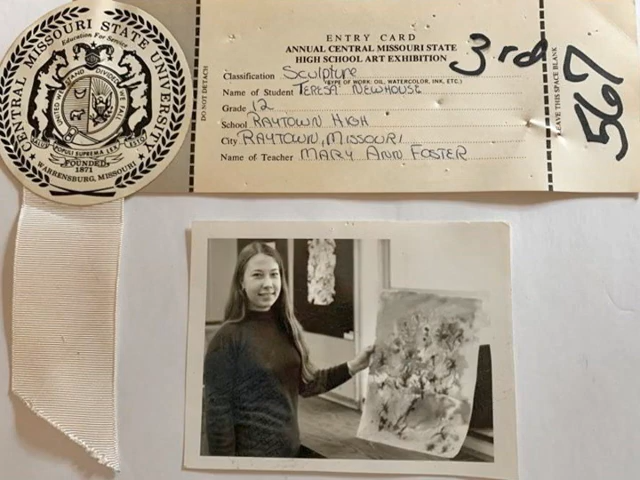 CENTRAL MISSOURI STATE UNIVERSITY
Education For Service
UNITED WE STAND DIVIDED WE FALL
SALUS POPULI SUPREMA LEX ESTO
FOUNDED
1871
WARRENSBURG, MISSOURI
DO NOT DETACH
ENTRY CARD
ANNUAL CENTRAL MISSOURI STATE
HIGH SCHOOL ART EXHIBITION
3rd
Classification Sculpture
(TYPE OF WORK: OIL, WATERCOLOR, INK, ETC.)
Name of Student TERESA NEWHOUSE
Grade 12
School RAYTOWN HIGH
City RAYTOWN, MISSOURI
Name of Teacher MARY ANN FOSTER
LEAVE THIS SPACE BLANK
567